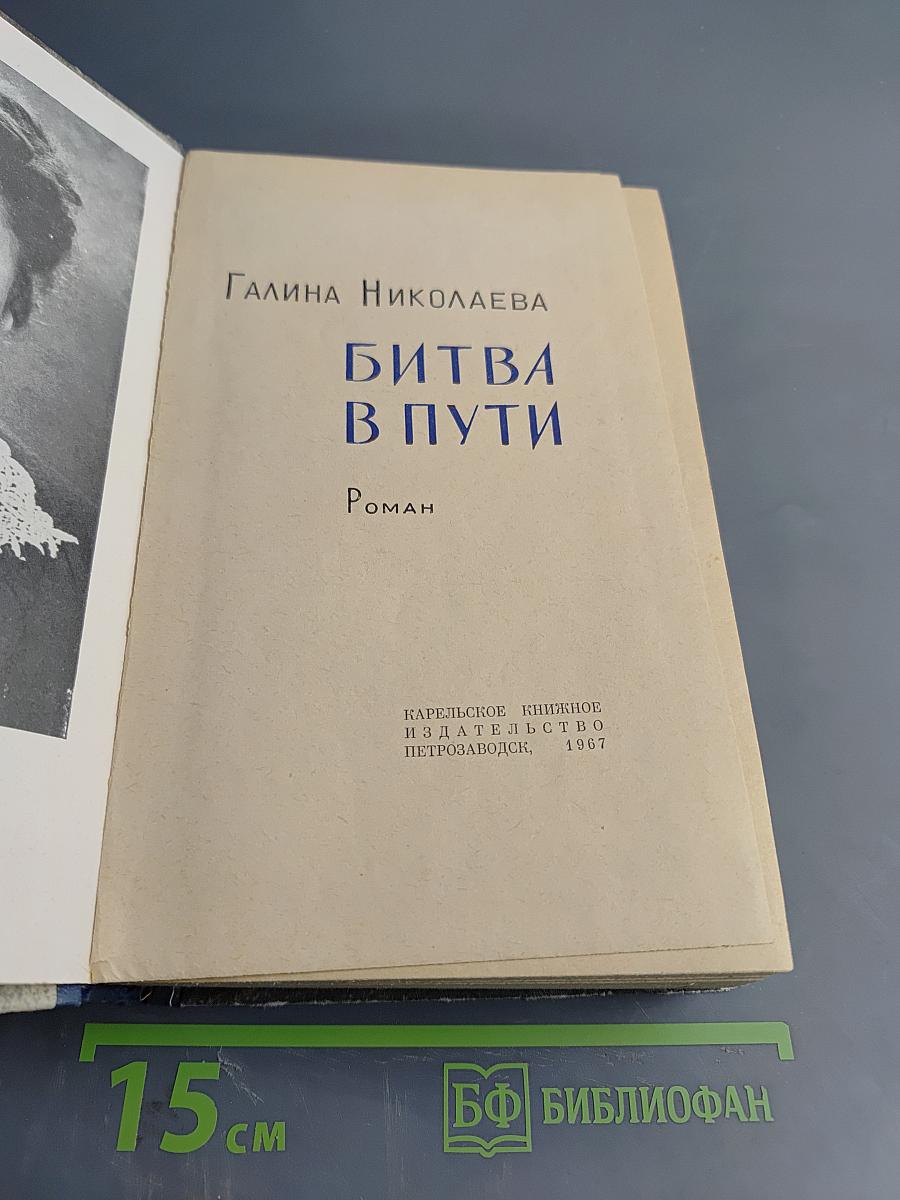 ГАЛИНА НИКОЛАЕВА
БИТВА
В ПУТИ
РОМАН
КАРЕЛЬСКОЕ КНИЖНОЕ
ИЗДАТЕЛЬСТВО
ПЕТРОЗАВОДСК, 1967
15 СМ
БФ БИБЛИОФАН